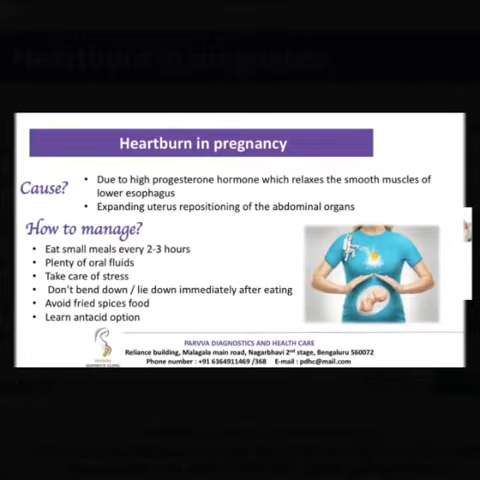 Heartburn in pregnancy
Cause?
• Due to high progesterone hormone which relaxes the smooth muscles of
lower esophagus
• Expanding uterus repositioning of the abdominal organs
How to manage?
• Eat small meals every 2-3 hours
• Plenty of oral fluids
• Take care of stress
• Don't bend down / lie down immediately after eating
• Avoid fried spices food
• Learn antacid option
PARVVA DIAGNOSTICS AND HEALTH CARE
Reliance building, Malagala main road, Nagarbhavi 2nd stage, Bengaluru 560072
Phone number : +91 6364911469 /368 E-mail : pdhc@mail.com
WOMEN'S CLINIC